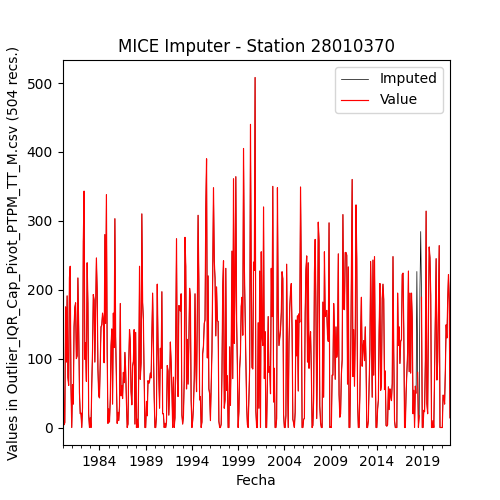 MICE Imputer - Station 28010370
Values in Outlier_IQR_Cap_Pivot_PTPM_TT_M.csv (504 recs.)
500
400
300
200
100
0
Imputed
Value
1984 1989 1994 1999 2004 2009 2014 2019
Fecha